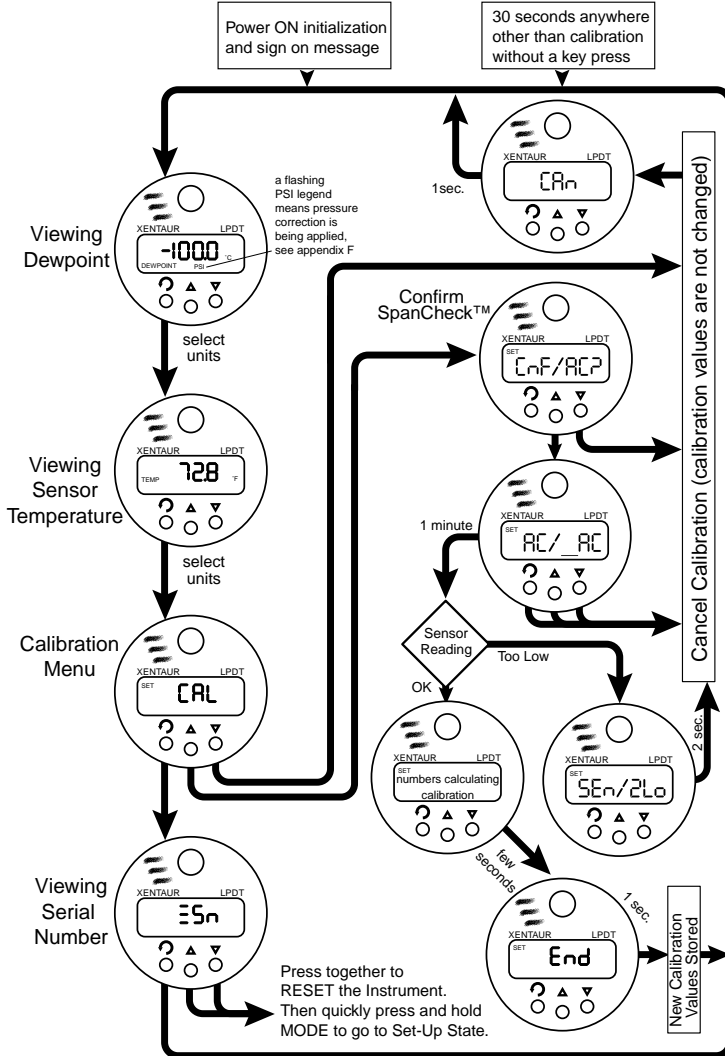 Power ON initialization
and sign on message
30 seconds anywhere
other than calibration
without a key press
XENTAUR LPDT
CAn
1sec.
Viewing
Dewpoint
XENTAUR LPDT
-100.0 °C
DEWPOINT PSI
a flashing
PSI legend
means pressure
correction is
being applied,
see appendix F
select
units
Confirm
SpanCheck™
XENTAUR LPDT
SET
CnF/AC?
Viewing
Sensor
Temperature
XENTAUR LPDT
TEMP 72.8 °F
select
units
XENTAUR LPDT
SET
AC/__AC
1 minute
Cancel Calibration (calibration values are not changed)
Calibration
Menu
XENTAUR LPDT
SET
CAL
Sensor
Reading
Too Low
OK
XENTAUR LPDT
SET
numbers calculating
calibration
XENTAUR LPDT
SET
SEn/2Lo
2 sec.
few
seconds
Viewing
Serial
Number
XENTAUR LPDT
Sn
XENTAUR LPDT
SET
End
1 sec.
New Calibration
Values Stored
Press together to
RESET the Instrument.
Then quickly press and hold
MODE to go to Set-Up State.